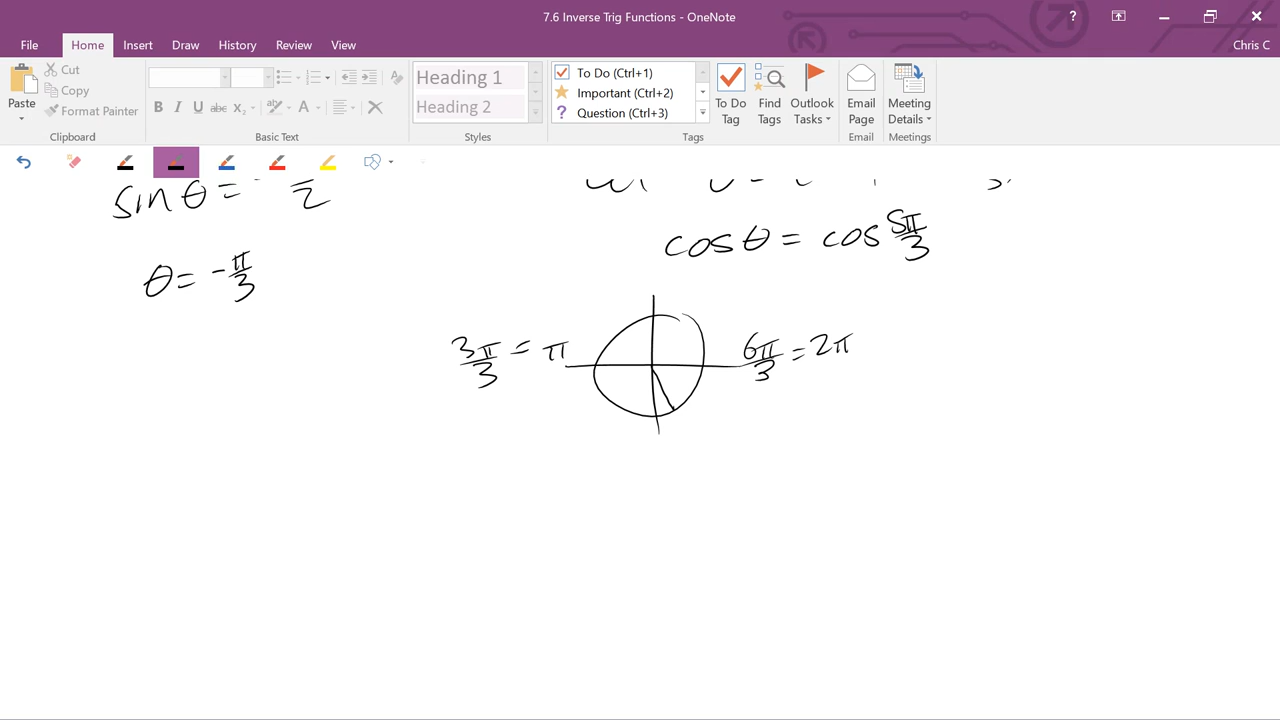 7.6 Inverse Trig Functions - OneNote
?
File Home Insert Draw History Review View Chris C
Paste
Cut
Copy
Format Painter
Clipboard
B I U abc x₂ A
Basic Text
Heading 1
Heading 2
Styles
To Do (Ctrl+1)
Important (Ctrl+2)
Question (Ctrl+3)
To Do Tag
Find Tags
Outlook Tasks
Tags
Email Page
Email
Meeting Details
Meetings
sin θ = 2
θ = -π/3
cos θ = cos 5π/3
3π/3 = π
6π/3 = 2π